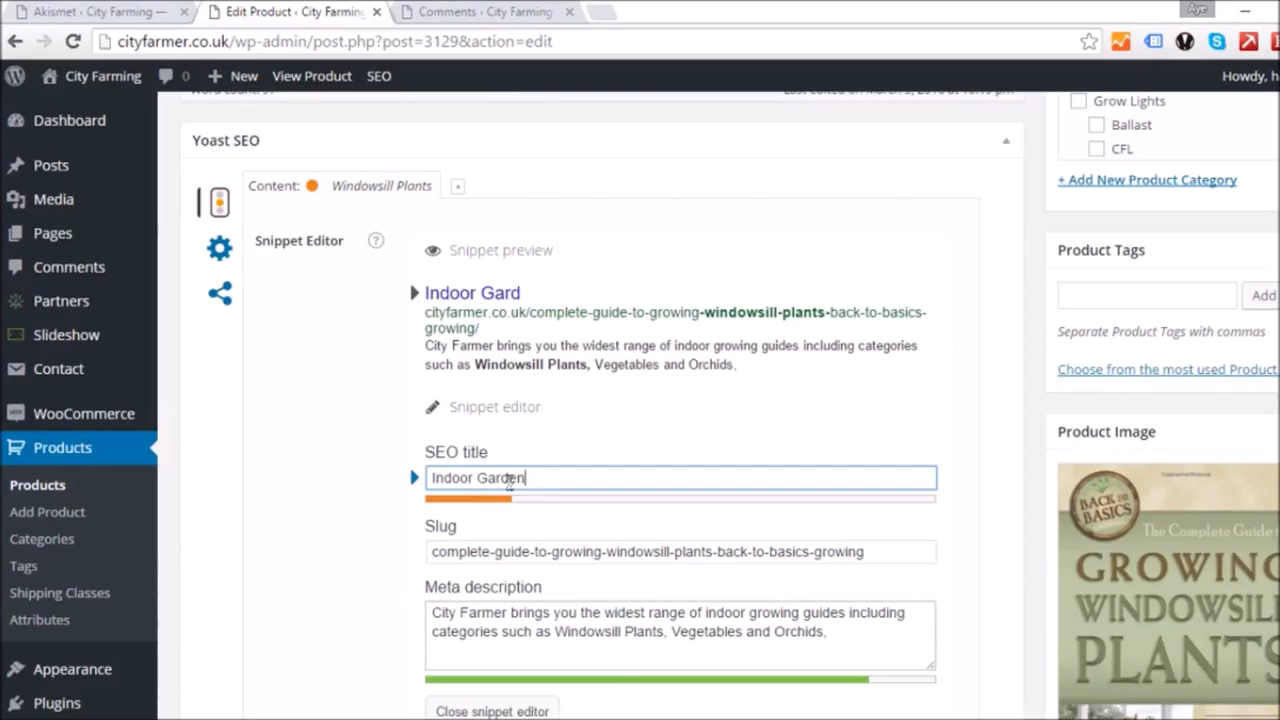 Akismet ‹ City Farming —
Edit Product ‹ City Farming
Comments ‹ City Farming
Aye
cityfarmer.co.uk/wp-admin/post.php?post=3129&action=edit
City Farming
0
New
View Product
SEO
Howdy, h
Dashboard
Posts
Media
Pages
Comments
Partners
Slideshow
Contact
WooCommerce
Products
Products
Add Product
Categories
Tags
Shipping Classes
Attributes
Appearance
Plugins
Yoast SEO
Content:
Windowsill Plants
+
Snippet Editor
?
Snippet preview
Indoor Gard
cityfarmer.co.uk/complete-guide-to-growing-windowsill-plants-back-to-basics-
growing/
City Farmer brings you the widest range of indoor growing guides including categories
such as Windowsill Plants, Vegetables and Orchids,
Snippet editor
SEO title
Indoor Garden
Slug
complete-guide-to-growing-windowsill-plants-back-to-basics-growing
Meta description
City Farmer brings you the widest range of indoor growing guides including
categories such as Windowsill Plants, Vegetables and Orchids,
Close snippet editor
Grow Lights
Ballast
CFL
+ Add New Product Category
Product Tags
Add
Separate Product Tags with commas
Choose from the most used Product
Product Image
BACK TO
BASICS
The Complete Guide
GROWING
WINDOWSILL
PLANTS